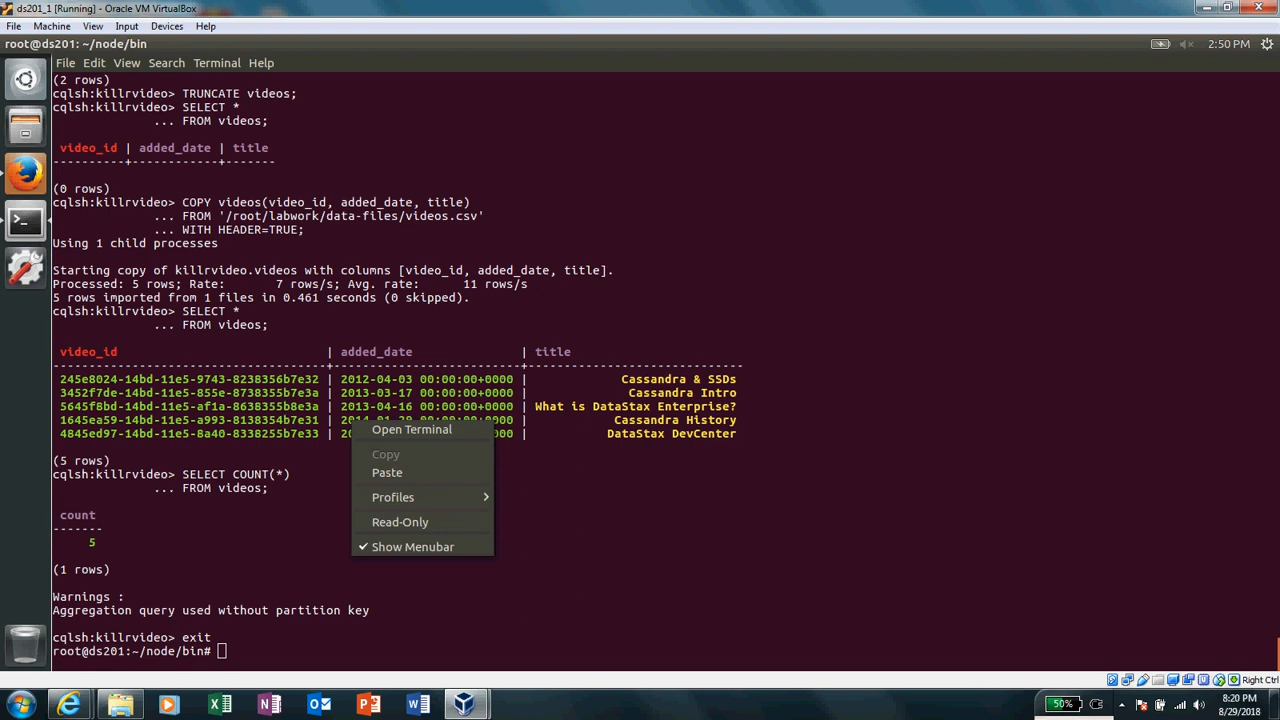 ds201_1 [Running] - Oracle VM VirtualBox
File Machine View Input Devices Help
root@ds201: ~/node/bin 2:50 PM
File Edit View Search Terminal Help
(2 rows)
cqlsh:killrvideo> TRUNCATE videos;
cqlsh:killrvideo> SELECT *
... FROM videos;
video_id | added_date | title
----------+------------+-------
(0 rows)
cqlsh:killrvideo> COPY videos(video_id, added_date, title)
... FROM '/root/labwork/data-files/videos.csv'
... WITH HEADER=TRUE;
Using 1 child processes
Starting copy of killrvideo.videos with columns [video_id, added_date, title].
Processed: 5 rows; Rate: 7 rows/s; Avg. rate: 11 rows/s
5 rows imported from 1 files in 0.461 seconds (0 skipped).
cqlsh:killrvideo> SELECT *
... FROM videos;
video_id | added_date | title
--------------------------------------+--------------------------+------------------------------
245e8024-14bd-11e5-9743-8238356b7e32 | 2012-04-03 00:00:00+0000 | Cassandra & SSDs
3452f7de-14bd-11e5-855e-8738355b7e3a | 2013-03-17 00:00:00+0000 | Cassandra Intro
5645f8bd-14bd-11e5-af1a-8638355b8e3a | 2013-04-16 00:00:00+0000 | What is DataStax Enterprise?
1645ea59-14bd-11e5-a993-8138354b7e31 | 2014-01-29 00:00:00+0000 | Cassandra History
4845ed97-14bd-11e5-8a40-8338255b7e33 | 20 | DataStax DevCenter
Open Terminal
Copy
Paste
Profiles
Read-Only
✔ Show Menubar
(5 rows)
cqlsh:killrvideo> SELECT COUNT(*)
... FROM videos;
count
-------
5
(1 rows)
Warnings :
Aggregation query used without partition key
cqlsh:killrvideo> exit
root@ds201:~/node/bin#
Right Ctrl
50% 8:20 PM
8/29/2018